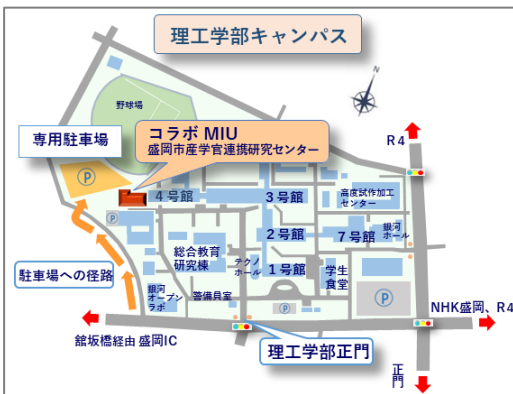 理工学部キャンパス
N
野球場
専用駐車場
コラボ MIU
盛岡市産学官連携研究センター
R4
P
4号館
3号館
高度試作加工
センター
P
2号館
7号館
銀河
ホール
総合教育
研究棟
テクノ
ホール
1号館
学生
食堂
駐車場への径路
銀河
オープン
ラボ
警備員室
P
P
NHK盛岡、R4
舘坂橋経由 盛岡IC
理工学部正門
正門